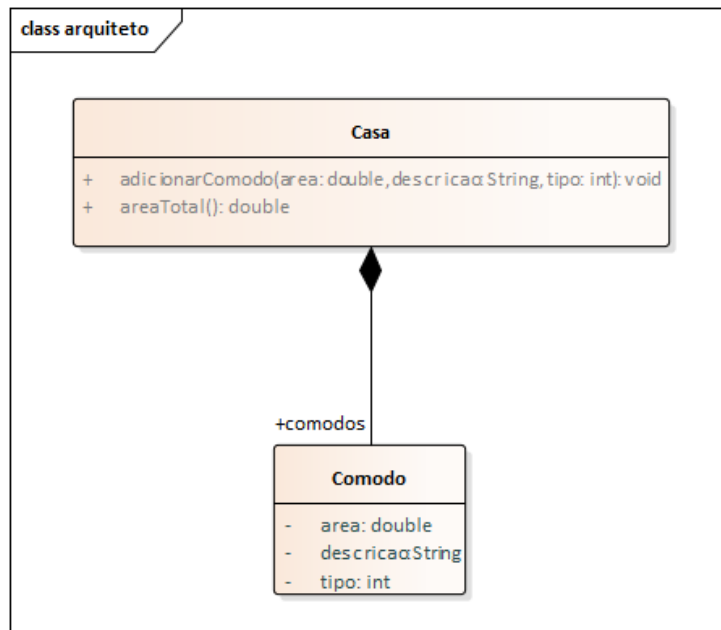 class arquiteto
Casa
+ adicionarComodo(area: double, descricao: String, tipo: int): void
+ areaTotal(): double
+comodos
Comodo
- area: double
- descricao: String
- tipo: int